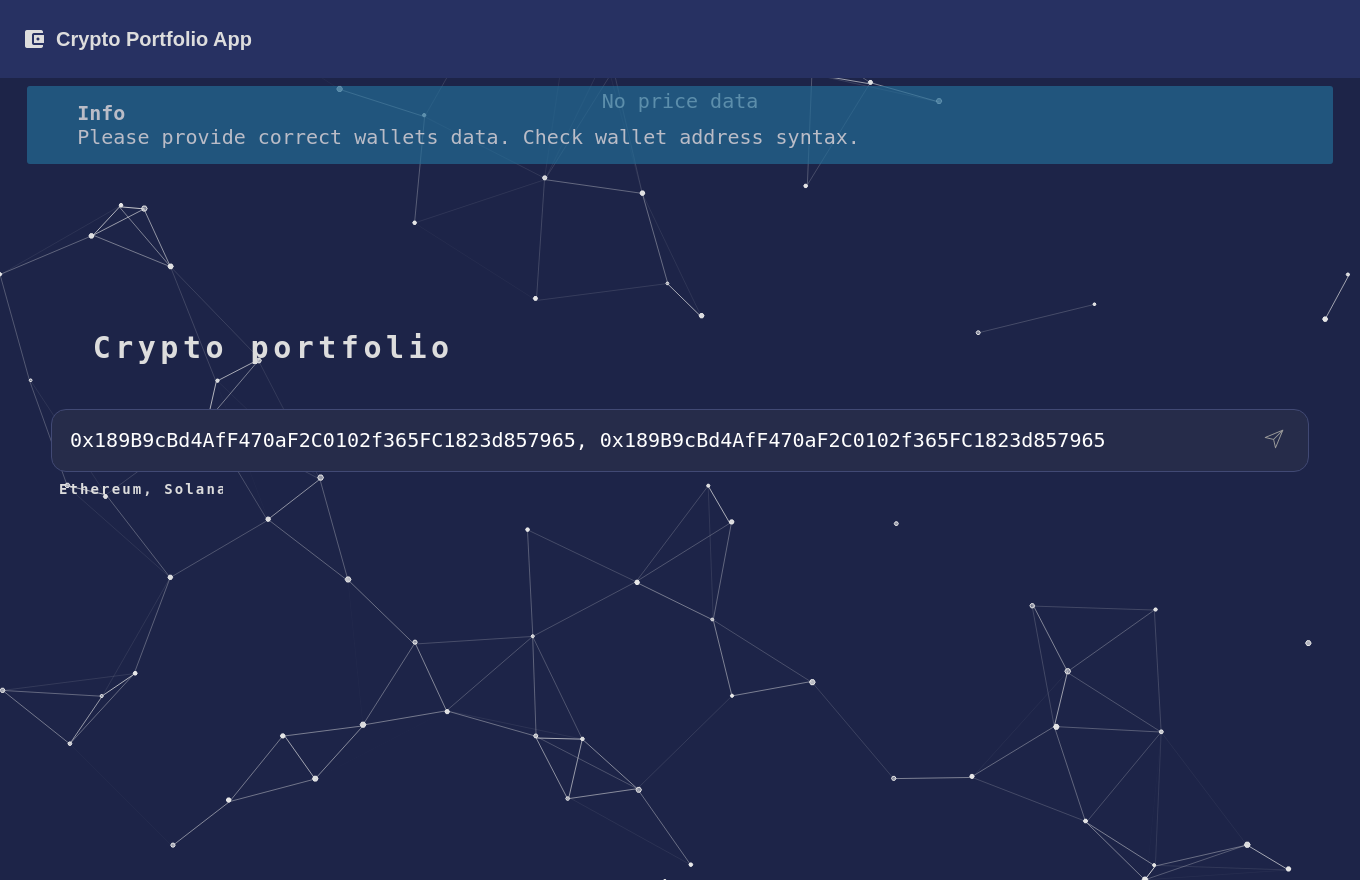 Crypto Portfolio App
No price data
Info
Please provide correct wallets data. Check wallet address syntax.
Crypto portfolio
0x189B9cBd4AfF470aF2C0102f365FC1823d857965, 0x189B9cBd4AfF470aF2C0102f365FC1823d857965
Ethereum, Solana